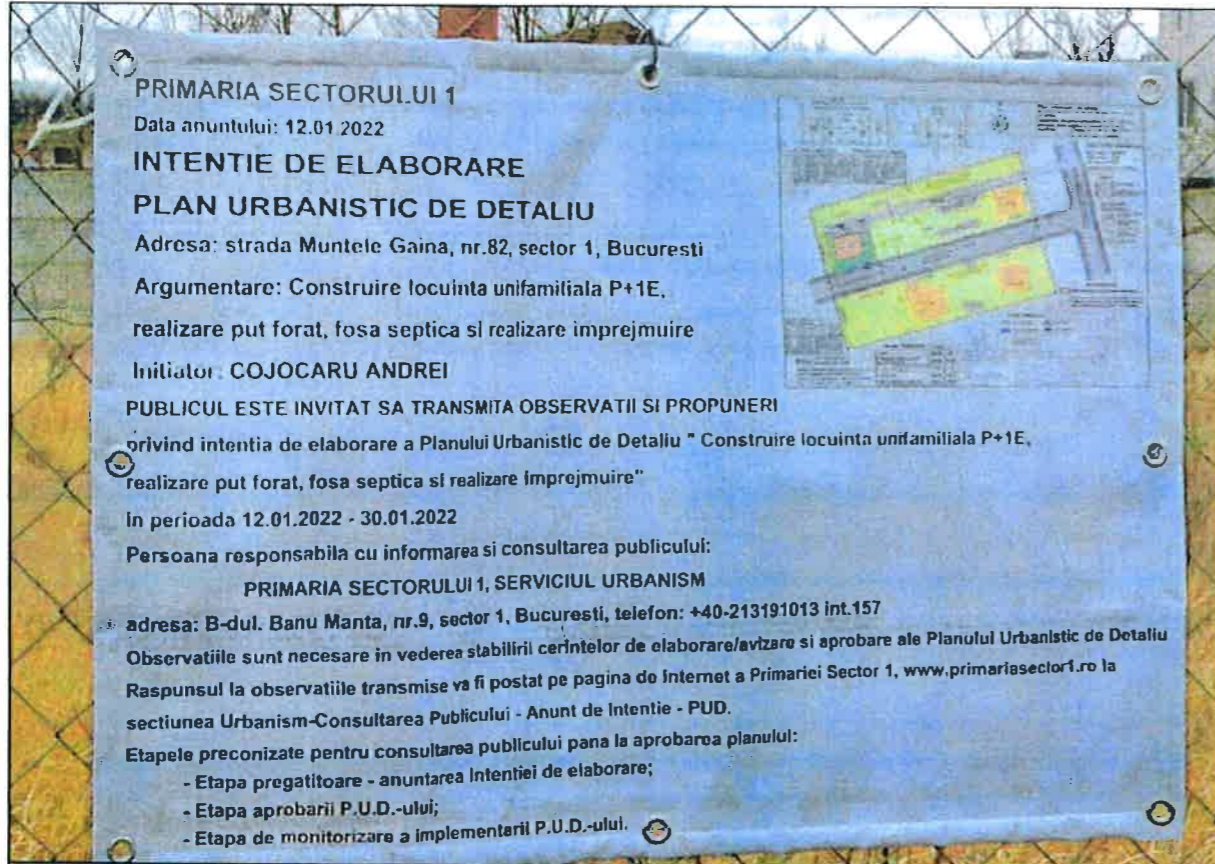 PRIMARIA SECTORULUI 1
Data anuntului: 12.01.2022
INTENTIE DE ELABORARE
PLAN URBANISTIC DE DETALIU
Adresa: strada Muntele Gaina, nr.82, sector 1, Bucuresti
Argumentare: Construire locuinta unifamiliala P+1E,
realizare put forat, fosa septica si realizare imprejmuire
Initiator: COJOCARU ANDREI
PUBLICUL ESTE INVITAT SA TRANSMITA OBSERVATII SI PROPUNERI
privind intentia de elaborare a Planului Urbanistic de Detaliu " Construire locuinta unifamiliala P+1E,
realizare put forat, fosa septica si realizare imprejmuire"
in perioada 12.01.2022 - 30.01.2022
Persoana responsabila cu informarea si consultarea publicului:
PRIMARIA SECTORULUI 1, SERVICIUL URBANISM
adresa: B-dul. Banu Manta, nr.9, sector 1, Bucuresti, telefon: +40-213191013 int.157
Observatiile sunt necesare in vederea stabilirii cerintelor de elaborare/avizare si aprobare ale Planului Urbanistic de Detaliu
Raspunsul la observatiile transmise va fi postat pe pagina de Internet a Primariei Sector 1, www.primariasector1.ro la
sectiunea Urbanism-Consultarea Publicului - Anunt de Intentie - PUD.
Etapele preconizate pentru consultarea publicului pana la aprobarea planului:
- Etapa pregatitoare - anuntarea Intentiei de elaborare;
- Etapa aprobarii P.U.D.-ului;
- Etapa de monitorizare a implementarii P.U.D.-ului.